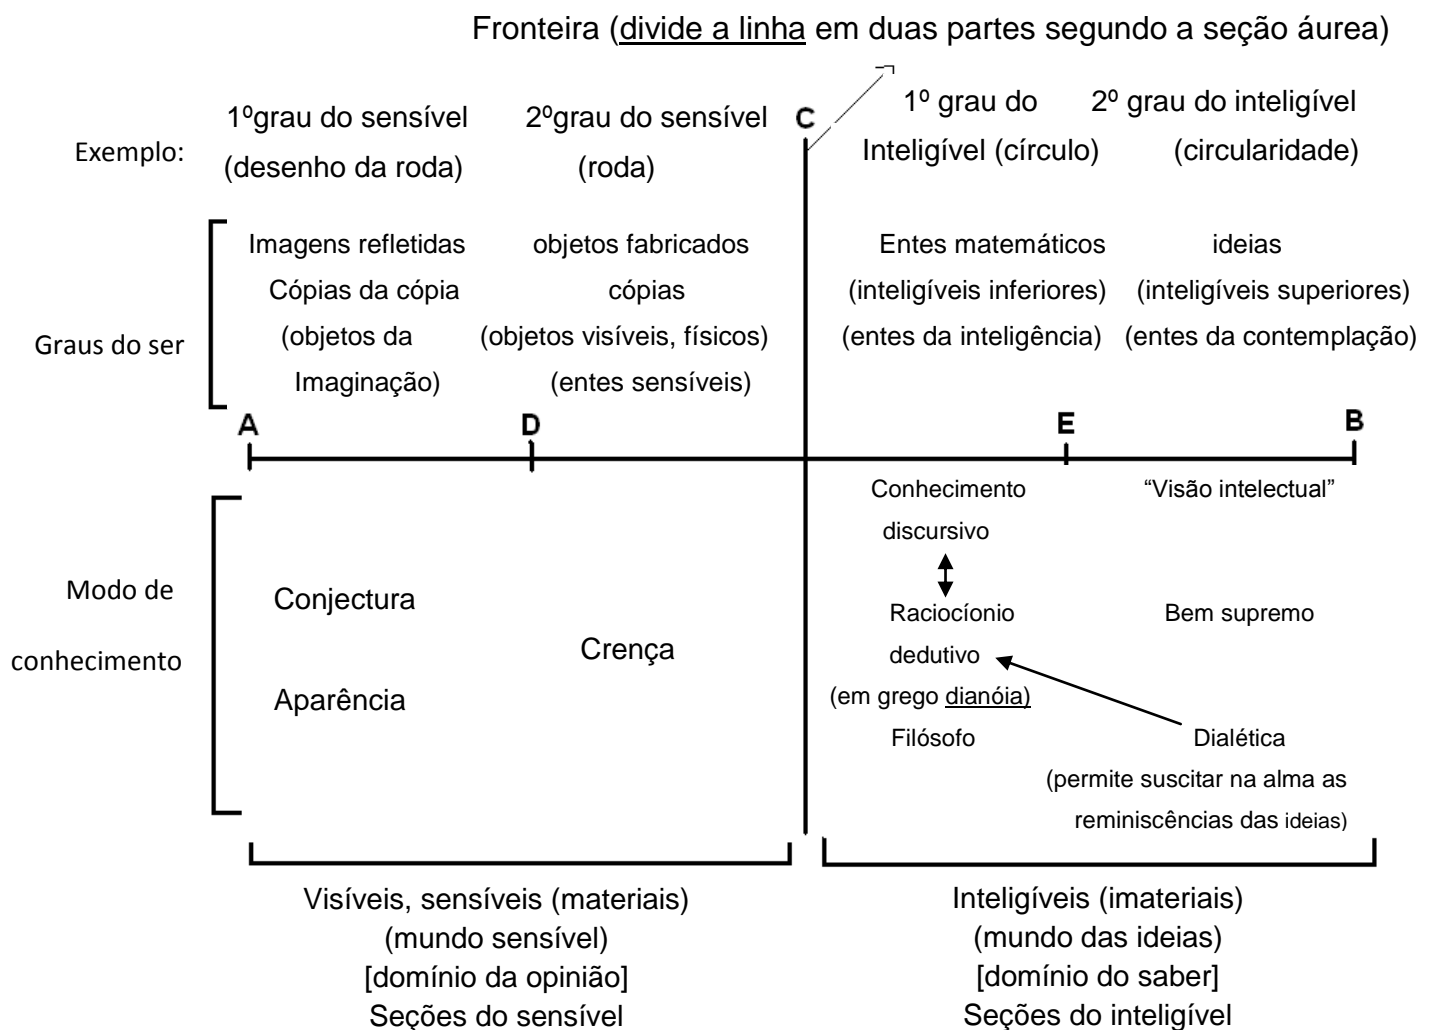 Fronteira (divide a linha em duas partes segundo a seção áurea)
Exemplo:
1ºgrau do sensível
(desenho da roda)
2ºgrau do sensível
(roda)
C
1º grau do
Inteligível (círculo)
2º grau do inteligível
(circularidade)
Graus do ser
Imagens refletidas
Cópias da cópia
(objetos da
Imaginação)
objetos fabricados
cópias
(objetos visíveis, físicos)
(entes sensíveis)
Entes matemáticos
(inteligíveis inferiores)
(entes da inteligência)
ideias
(inteligíveis superiores)
(entes da contemplação)
A
D
E
B
Modo de
conhecimento
Conjectura
Aparência
Crença
Conhecimento
discursivo
Raciocíonio
dedutivo
(em grego dianóia)
Filósofo
“Visão intelectual”
Bem supremo
Dialética
(permite suscitar na alma as
reminiscências das ideias)
Visíveis, sensíveis (materiais)
(mundo sensível)
[domínio da opinião]
Seções do sensível
Inteligíveis (imateriais)
(mundo das ideias)
[domínio do saber]
Seções do inteligível